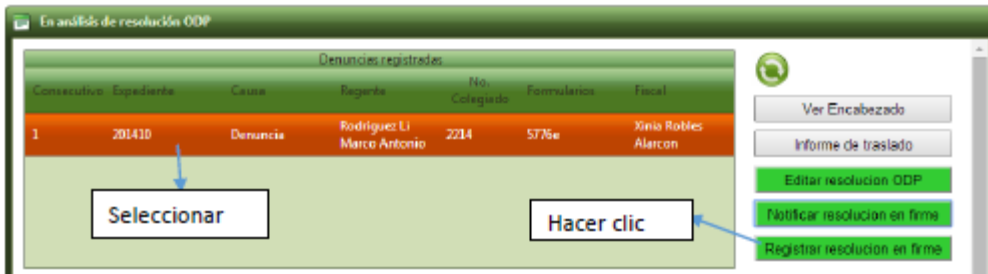 En análisis de resolución ODP
Denuncias registradas
Consecutivo Expediente Causa Regente No. Colegiado Formularios Fiscal
1 201410 Denuncia Rodriguez Li Marco Antonio 2214 5776e Xinia Robles Alarcon
Ver Encabezado
Informe de traslado
Editar resolucion ODP
Notificar resolucion en firme
Registrar resolucion en firme
Seleccionar
Hacer clic